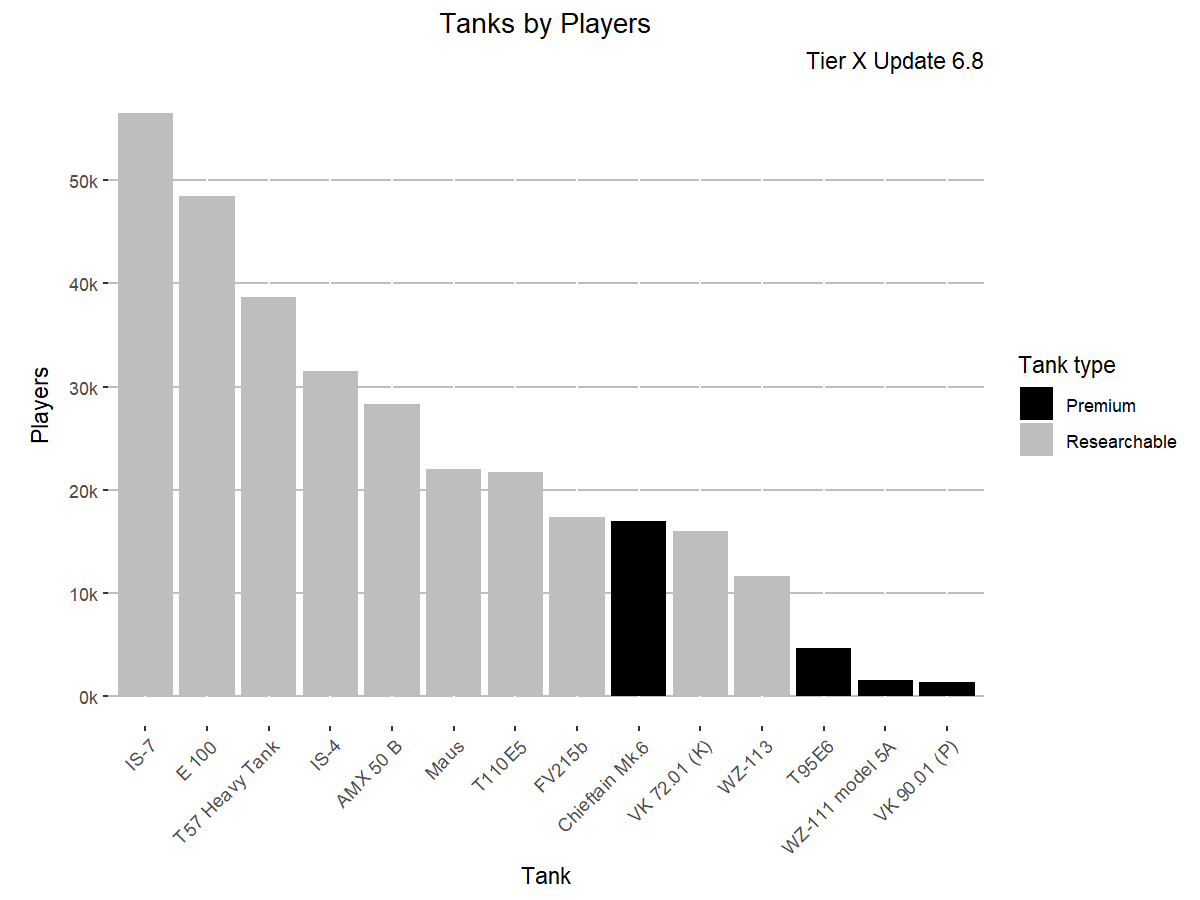 Tanks by Players
Tier X Update 6.8
Players
50k
40k
30k
20k
10k
0k
IS-7
E 100
T57 Heavy Tank
IS-4
AMX 50 B
Maus
T110E5
FV215b
Chieftain Mk.6
VK 72.01 (K)
WZ-113
T95E6
WZ-111 model 5A
VK 90.01 (P)
Tank
Tank type
Premium
Researchable